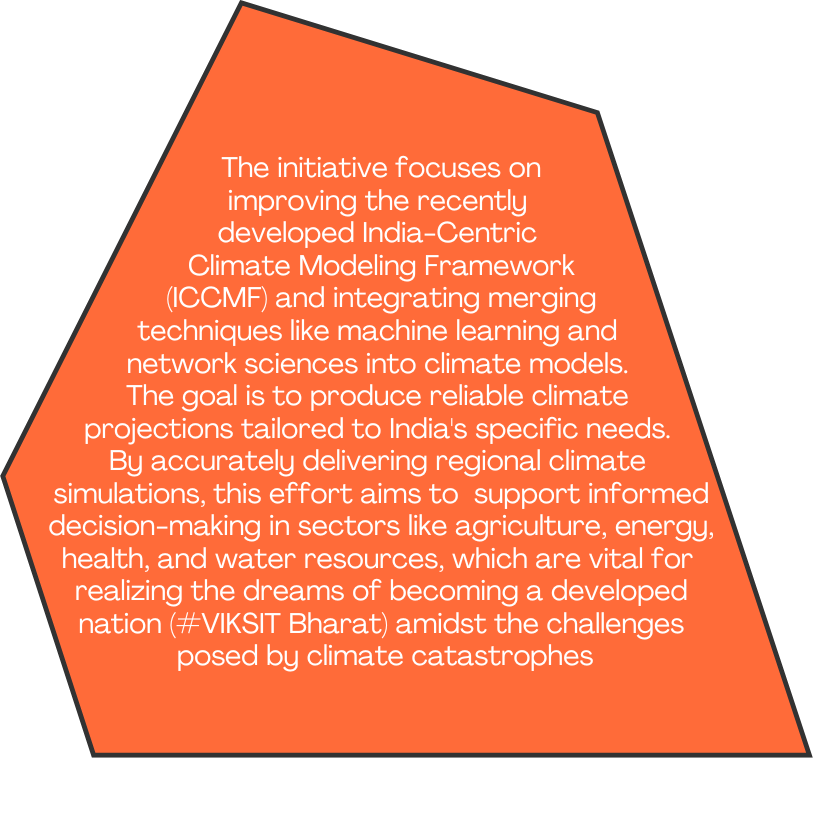 The initiative focuses on
improving the recently
developed India-Centric
Climate Modeling Framework
(ICCMF) and integrating merging
techniques like machine learning and
network sciences into climate models.
The goal is to produce reliable climate
projections tailored to India's specific needs.
By accurately delivering regional climate
simulations, this effort aims to  support informed
decision-making in sectors like agriculture, energy,
health, and water resources, which are vital for
realizing the dreams of becoming a developed
nation (#VIKSIT Bharat) amidst the challenges
posed by climate catastrophes